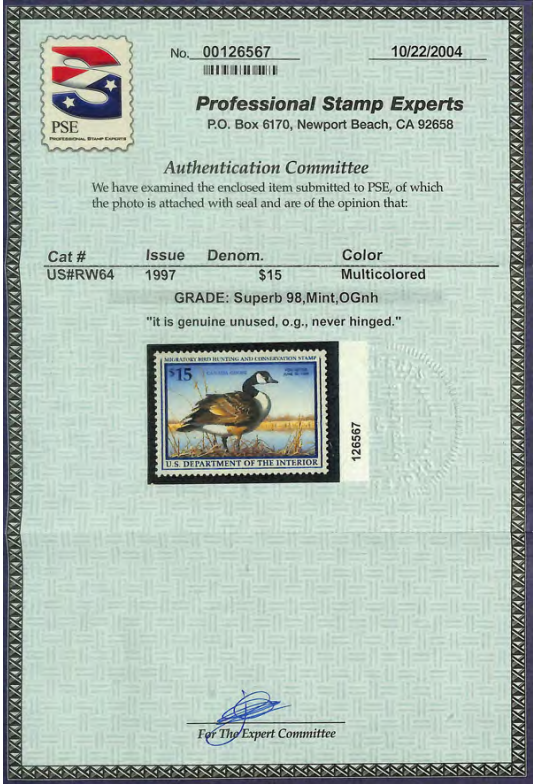 No. 00126567
10/22/2004
PSE
PROFESSIONAL STAMP EXPERTS
Professional Stamp Experts
P.O. Box 6170, Newport Beach, CA 92658
Authentication Committee
We have examined the enclosed item submitted to PSE, of which
the photo is attached with seal and are of the opinion that:
Cat # Issue Denom. Color
US#RW64 1997 $15 Multicolored
GRADE: Superb 98,Mint,OGnh
"it is genuine unused, o.g., never hinged."
MIGRATORY BIRD HUNTING AND CONSERVATION STAMP
$15
U.S. DEPARTMENT OF THE INTERIOR
126567
For The Expert Committee